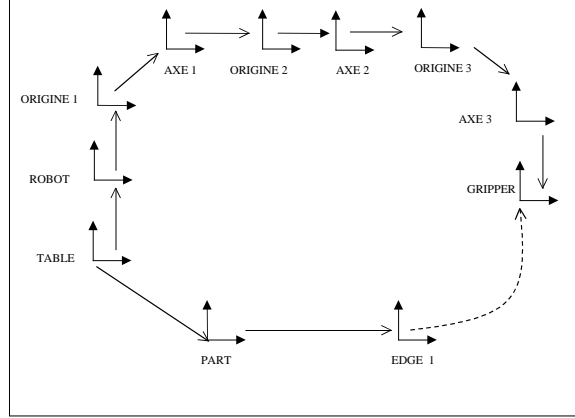 AXE 1
ORIGINE 2
AXE 2
ORIGINE 3
ORIGINE 1
AXE 3
ROBOT
GRIPPER
TABLE
PART
EDGE 1